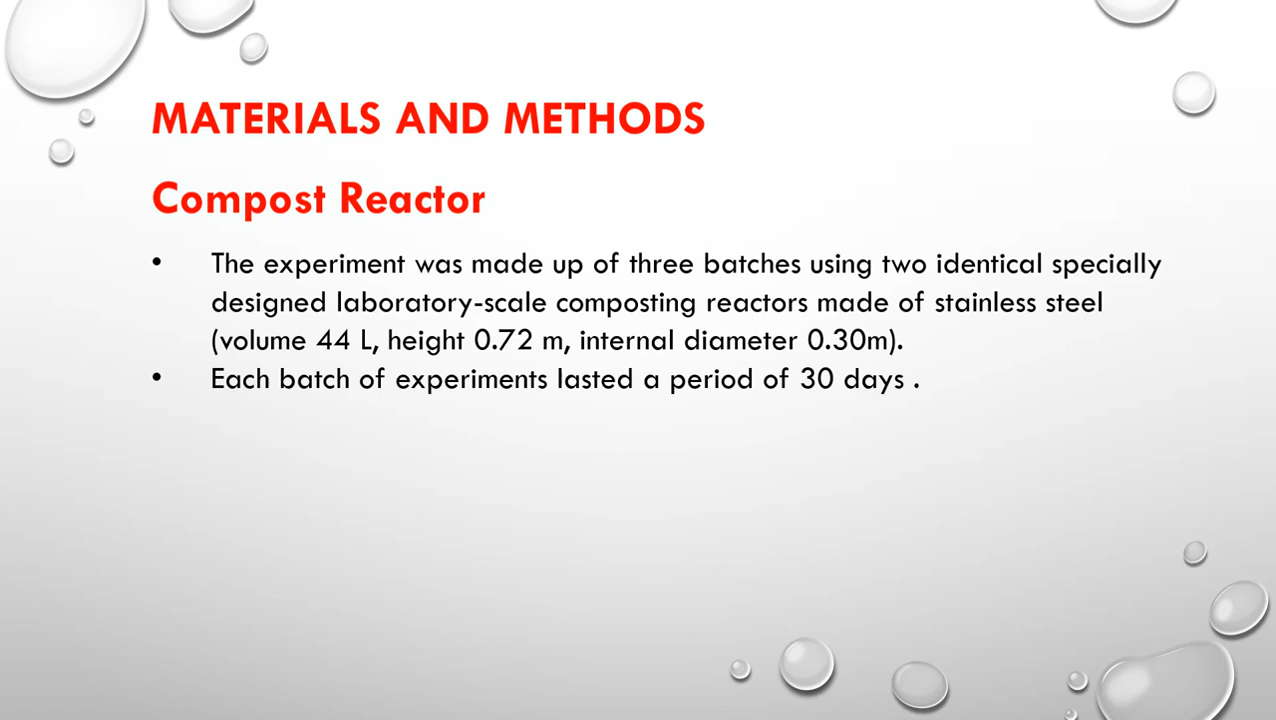 MATERIALS AND METHODS
Compost Reactor
• The experiment was made up of three batches using two identical specially
designed laboratory-scale composting reactors made of stainless steel
(volume 44 L, height 0.72 m, internal diameter 0.30m).
• Each batch of experiments lasted a period of 30 days .